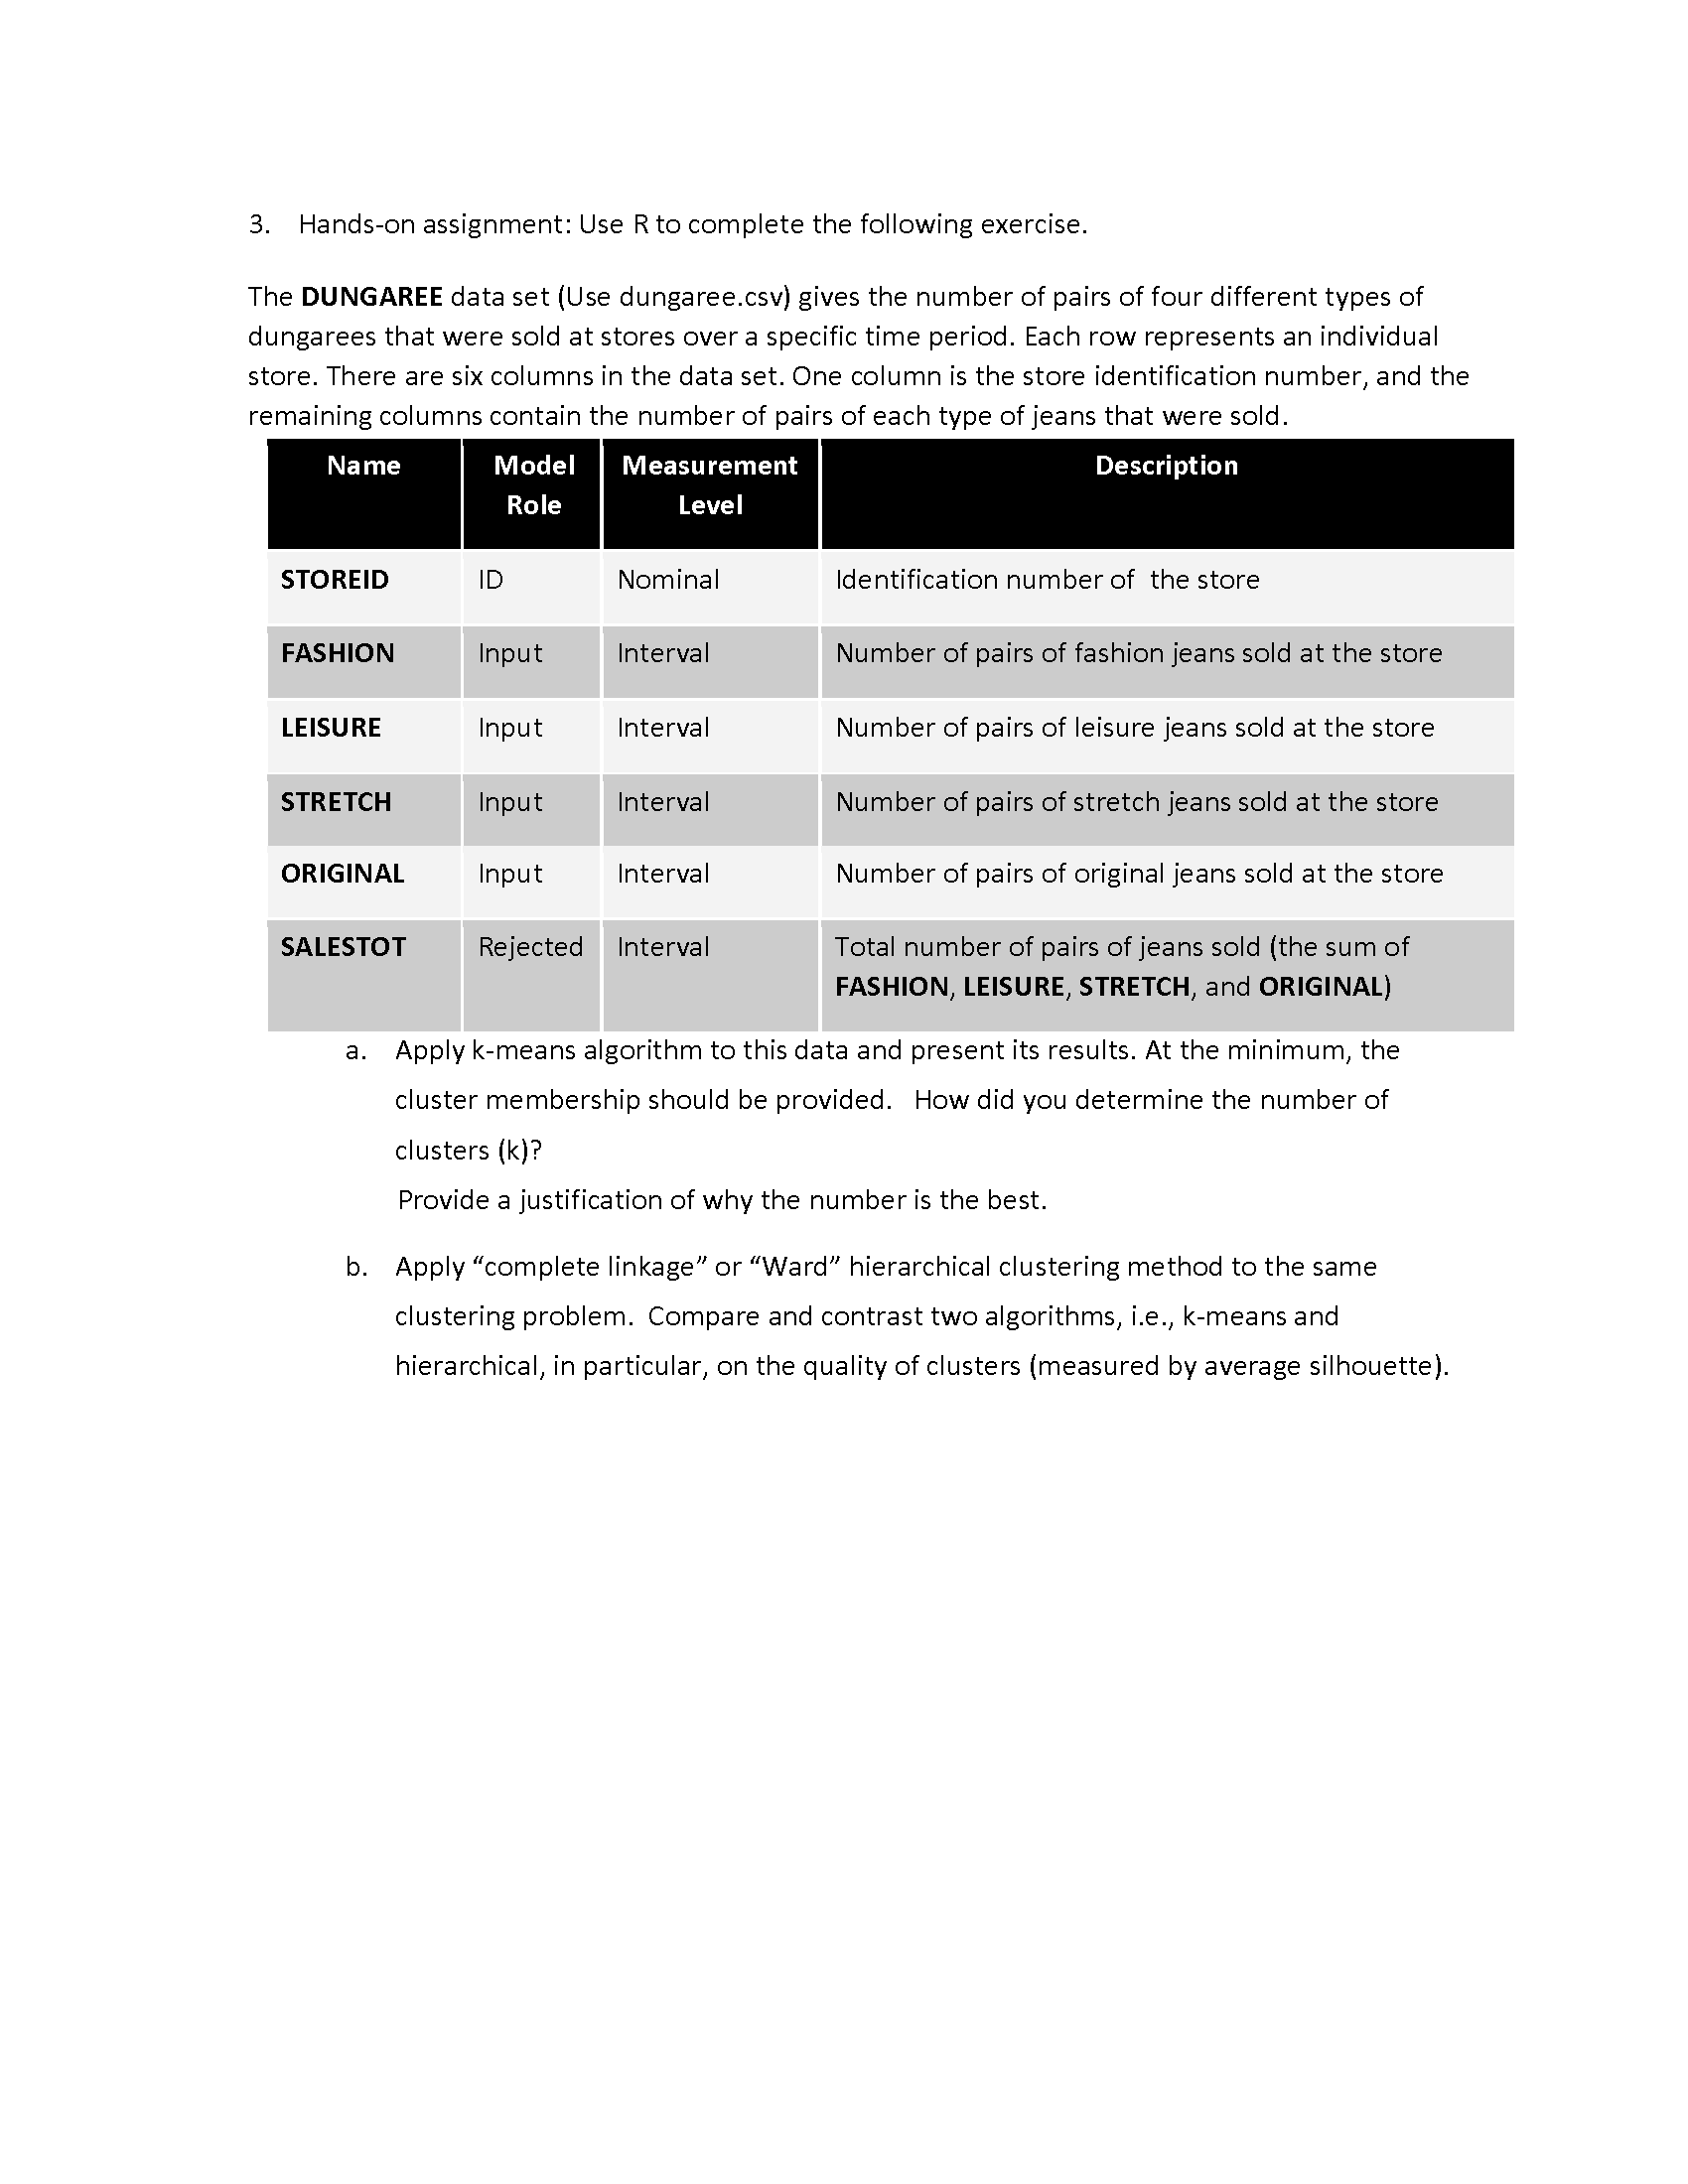 3. Hands-on assignment: Use R to complete the following exercise.
The DUNGAREE data set (Use dungaree.csv) gives the number of pairs of four different types of
dungarees that were sold at stores over a specific time period. Each row represents an individual
store. There are six columns in the data set. One column is the store identification number, and the
remaining columns contain the number of pairs of each type of jeans that were sold.
Name Model Role Measurement Level Description
STOREID ID Nominal Identification number of the store
FASHION Input Interval Number of pairs of fashion jeans sold at the store
LEISURE Input Interval Number of pairs of leisure jeans sold at the store
STRETCH Input Interval Number of pairs of stretch jeans sold at the store
ORIGINAL Input Interval Number of pairs of original jeans sold at the store
SALESTOT Rejected Interval Total number of pairs of jeans sold (the sum of
FASHION, LEISURE, STRETCH, and ORIGINAL)
a. Apply k-means algorithm to this data and present its results. At the minimum, the
cluster membership should be provided. How did you determine the number of
clusters (k)?
Provide a justification of why the number is the best.
b. Apply “complete linkage” or “Ward” hierarchical clustering method to the same
clustering problem. Compare and contrast two algorithms, i.e., k-means and
hierarchical, in particular, on the quality of clusters (measured by average silhouette).